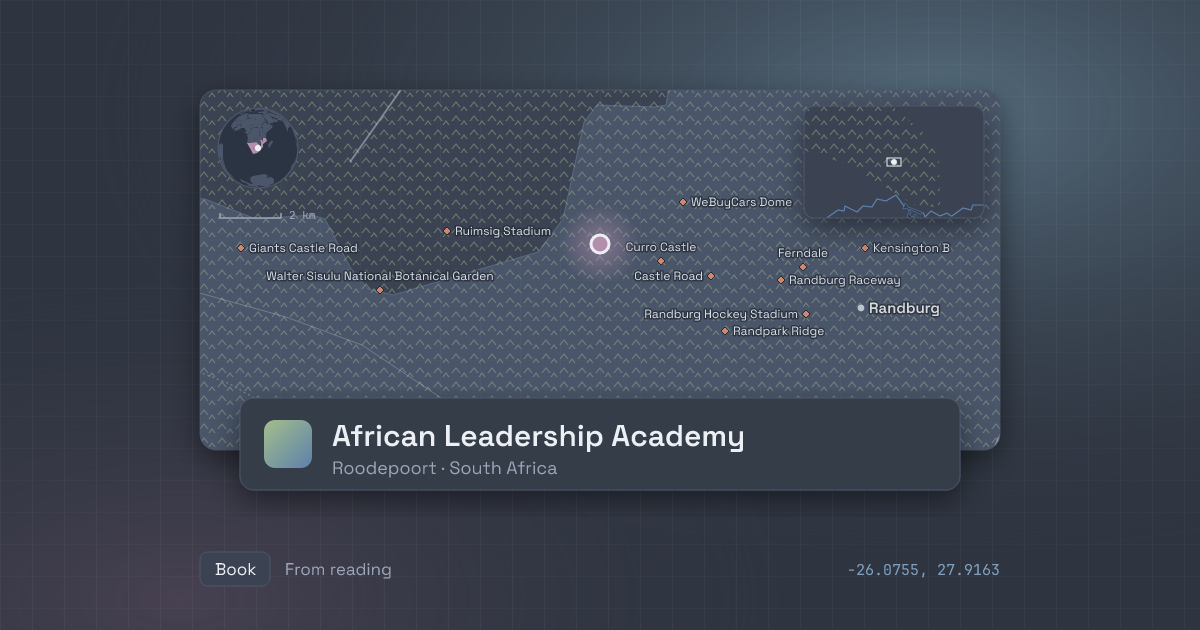 WeBuyCars Dome
2 km
Ruimsig Stadium
Giants Castle Road
Curro Castle
Kensington B
Ferndale
Walter Sisulu National Botanical Garden
Castle Road
Randburg Raceway
Randburg
Randburg Hockey Stadium
Randpark Ridge
African Leadership Academy
Roodepoort · South Africa
Book
From reading
-26.0755, 27.9163